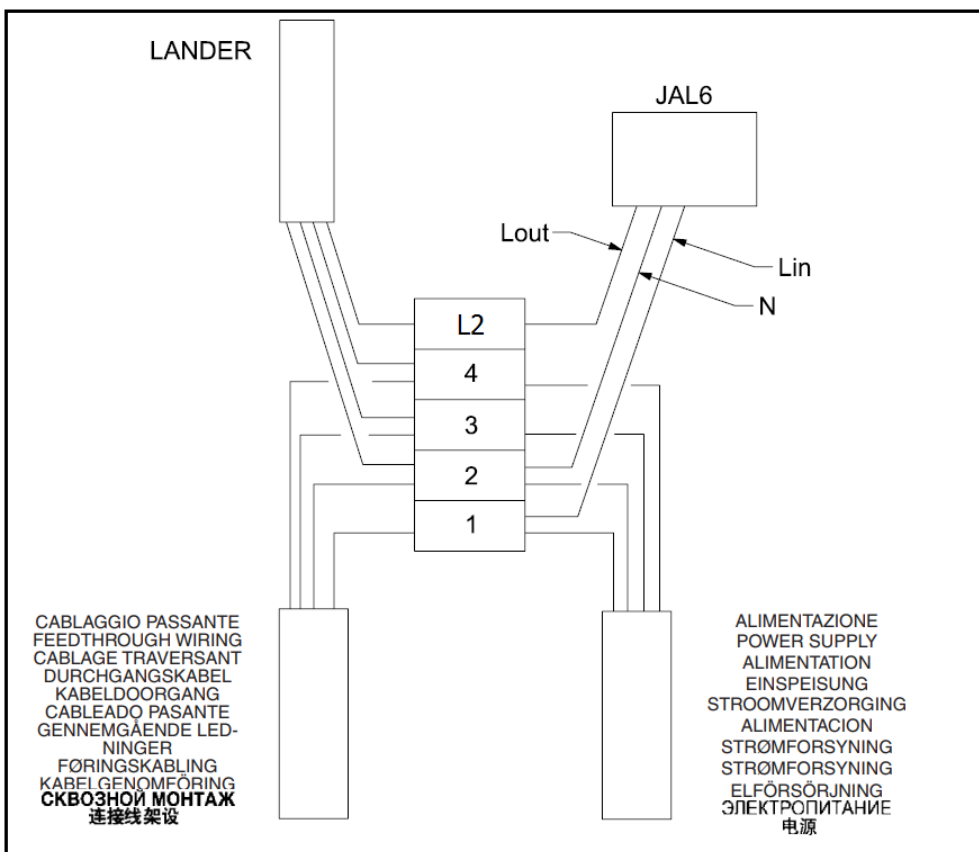 LANDER
JAL6
Lout
Lin
N
L2
4
3
2
1
CABLAGGIO PASSANTE
FEEDTHROUGH WIRING
CABLAGE TRAVERSANT
DURCHGANGSKABEL
KABELDOORGANG
CABLEADO PASANTE
GENNEMGÅENDE LED-
NINGER
FØRINGSKABLING
KABELGENOMFÖRING
СКВОЗНОЙ МОНТАЖ
连接线架设
ALIMENTAZIONE
POWER SUPPLY
ALIMENTATION
EINSPEISUNG
STROOMVERZORGING
ALIMENTACION
STRØMFORSYNING
STRØMFORSYNING
ELFÖRSÖRJNING
ЭЛЕКТРОПИТАНИЕ
电源